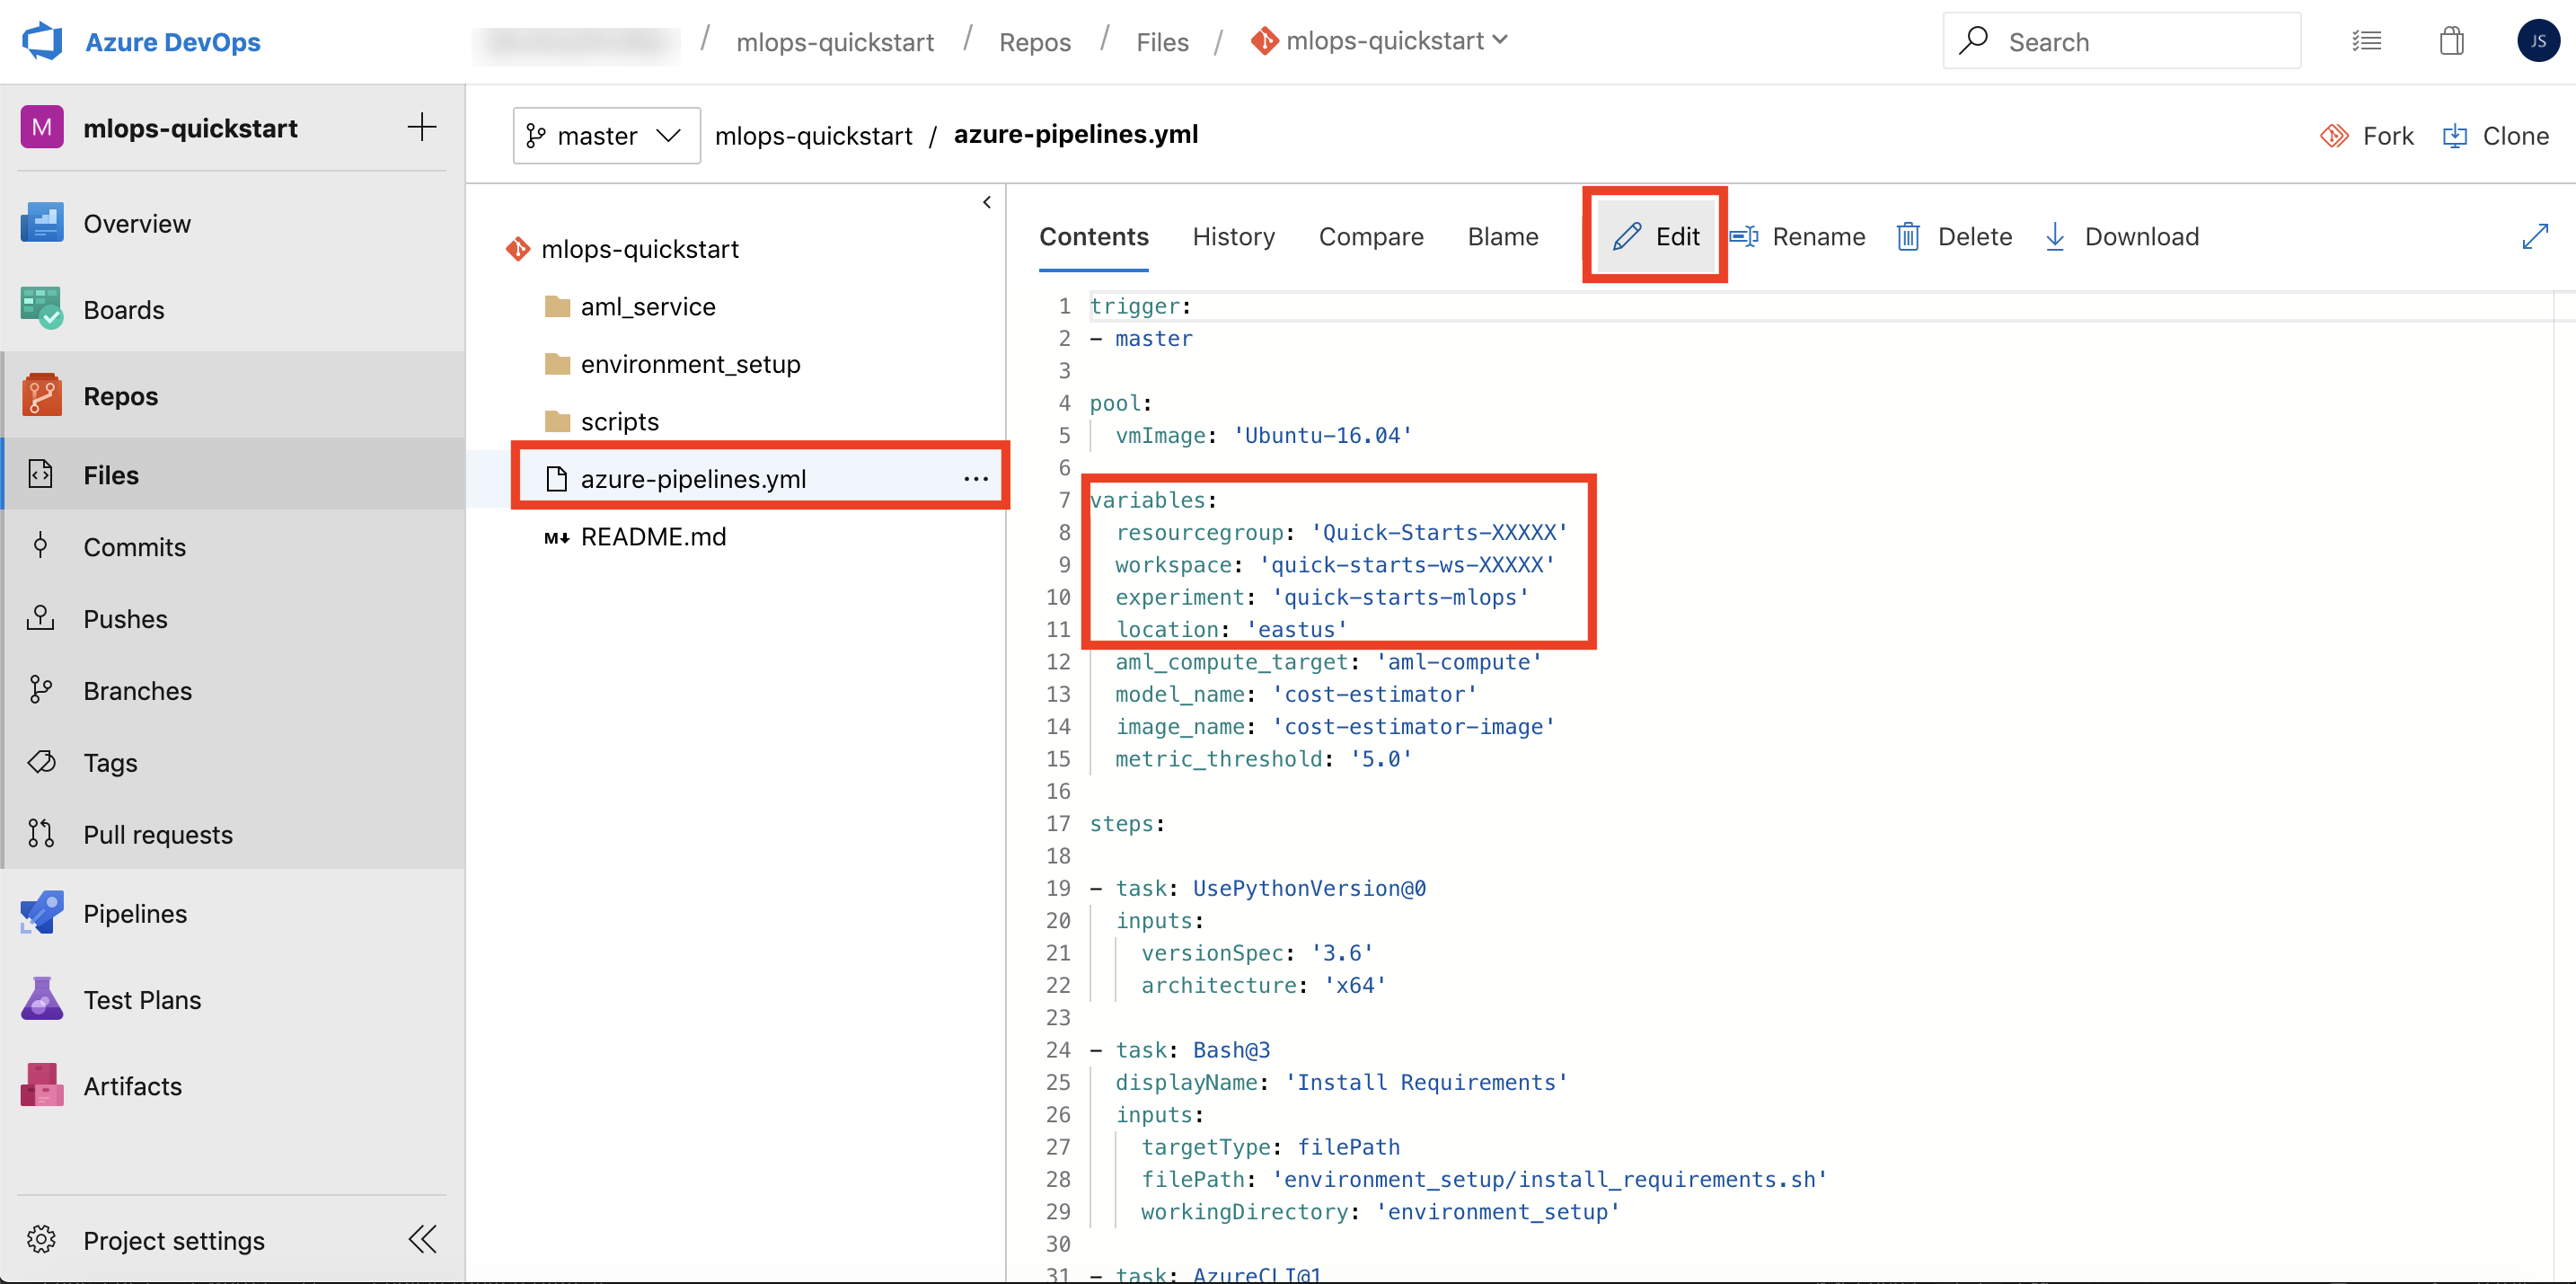 Azure DevOps / mlops-quickstart / Repos / Files / mlops-quickstart
Search
JS
M mlops-quickstart
Overview
Boards
Repos
Files
Commits
Pushes
Branches
Tags
Pull requests
Pipelines
Test Plans
Artifacts
Project settings
master mlops-quickstart / azure-pipelines.yml
Fork Clone
mlops-quickstart
aml_service
environment_setup
scripts
azure-pipelines.yml ...
M README.md
Contents History Compare Blame Edit Rename Delete Download
1 trigger:
2 - master
3
4 pool:
5 vmImage: 'Ubuntu-16.04'
6
7 variables:
8 resourcegroup: 'Quick-Starts-XXXXX'
9 workspace: 'quick-starts-ws-XXXXX'
10 experiment: 'quick-starts-mlops'
11 location: 'eastus'
12 aml_compute_target: 'aml-compute'
13 model_name: 'cost-estimator'
14 image_name: 'cost-estimator-image'
15 metric_threshold: '5.0'
16
17 steps:
18
19 - task: UsePythonVersion@0
20 inputs:
21 versionSpec: '3.6'
22 architecture: 'x64'
23
24 - task: Bash@3
25 displayName: 'Install Requirements'
26 inputs:
27 targetType: filePath
28 filePath: 'environment_setup/install_requirements.sh'
29 workingDirectory: 'environment_setup'
30
31 - task: AzureCLI@1